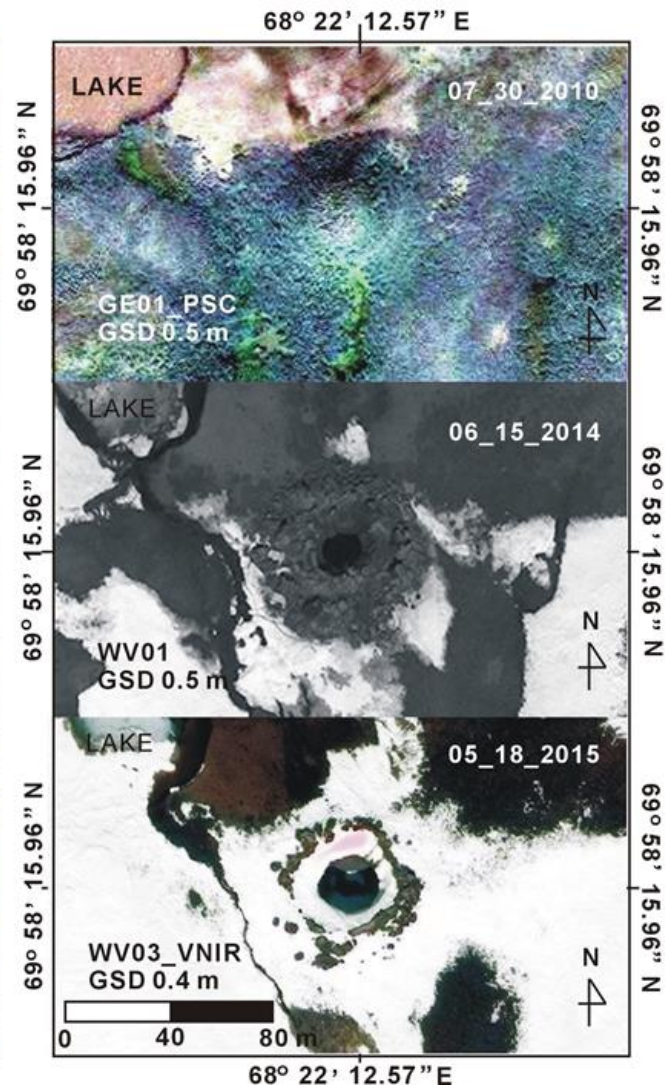 68° 22’ 12.57” E
LAKE
07_30_2010
69° 58’ 15.96” N
69° 58’ 15.96” N
GE01_PSC
GSD 0.5 m
N
LAKE
06_15_2014
69° 58’ 15.96” N
69° 58’ 15.96” N
WV01
GSD 0.5 m
N
LAKE
05_18_2015
69° 58’ 15.96” N
69° 58’ 15.96” N
WV03_VNIR
GSD 0.4 m
N
0 40 80 m
68° 22’ 12.57” E